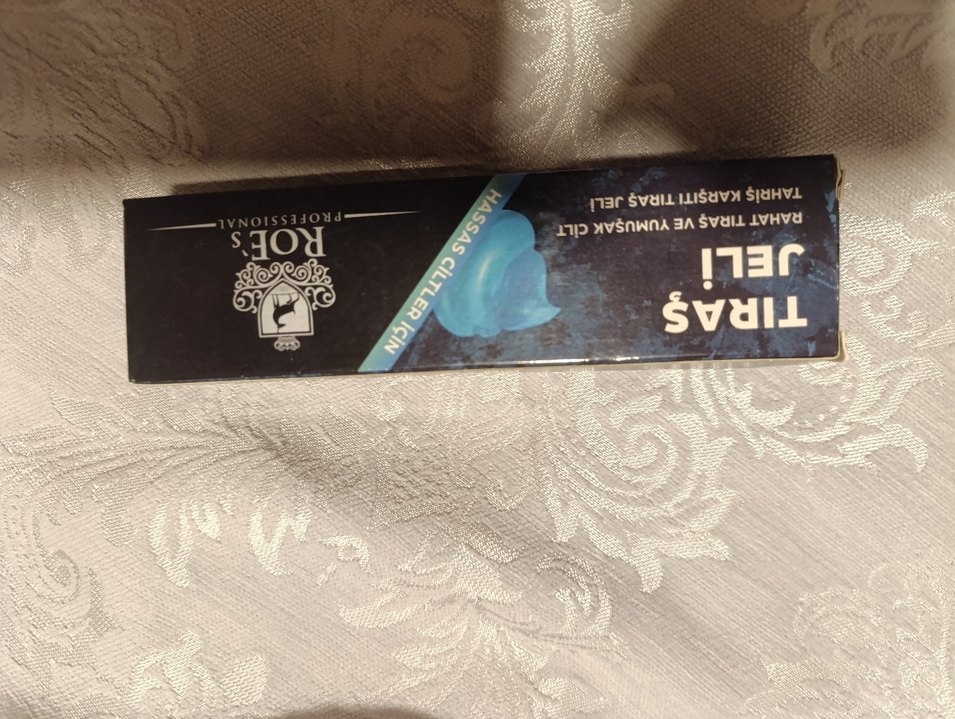 TIRAŞ
JELİ
RAHAT TIRAŞ VE YUMUŞAK CİLT
TAHRİŞ KARŞITI TIRAŞ JELİ
HASSAS CİLTLER İÇİN
ROE`s
PROFESSIONAL